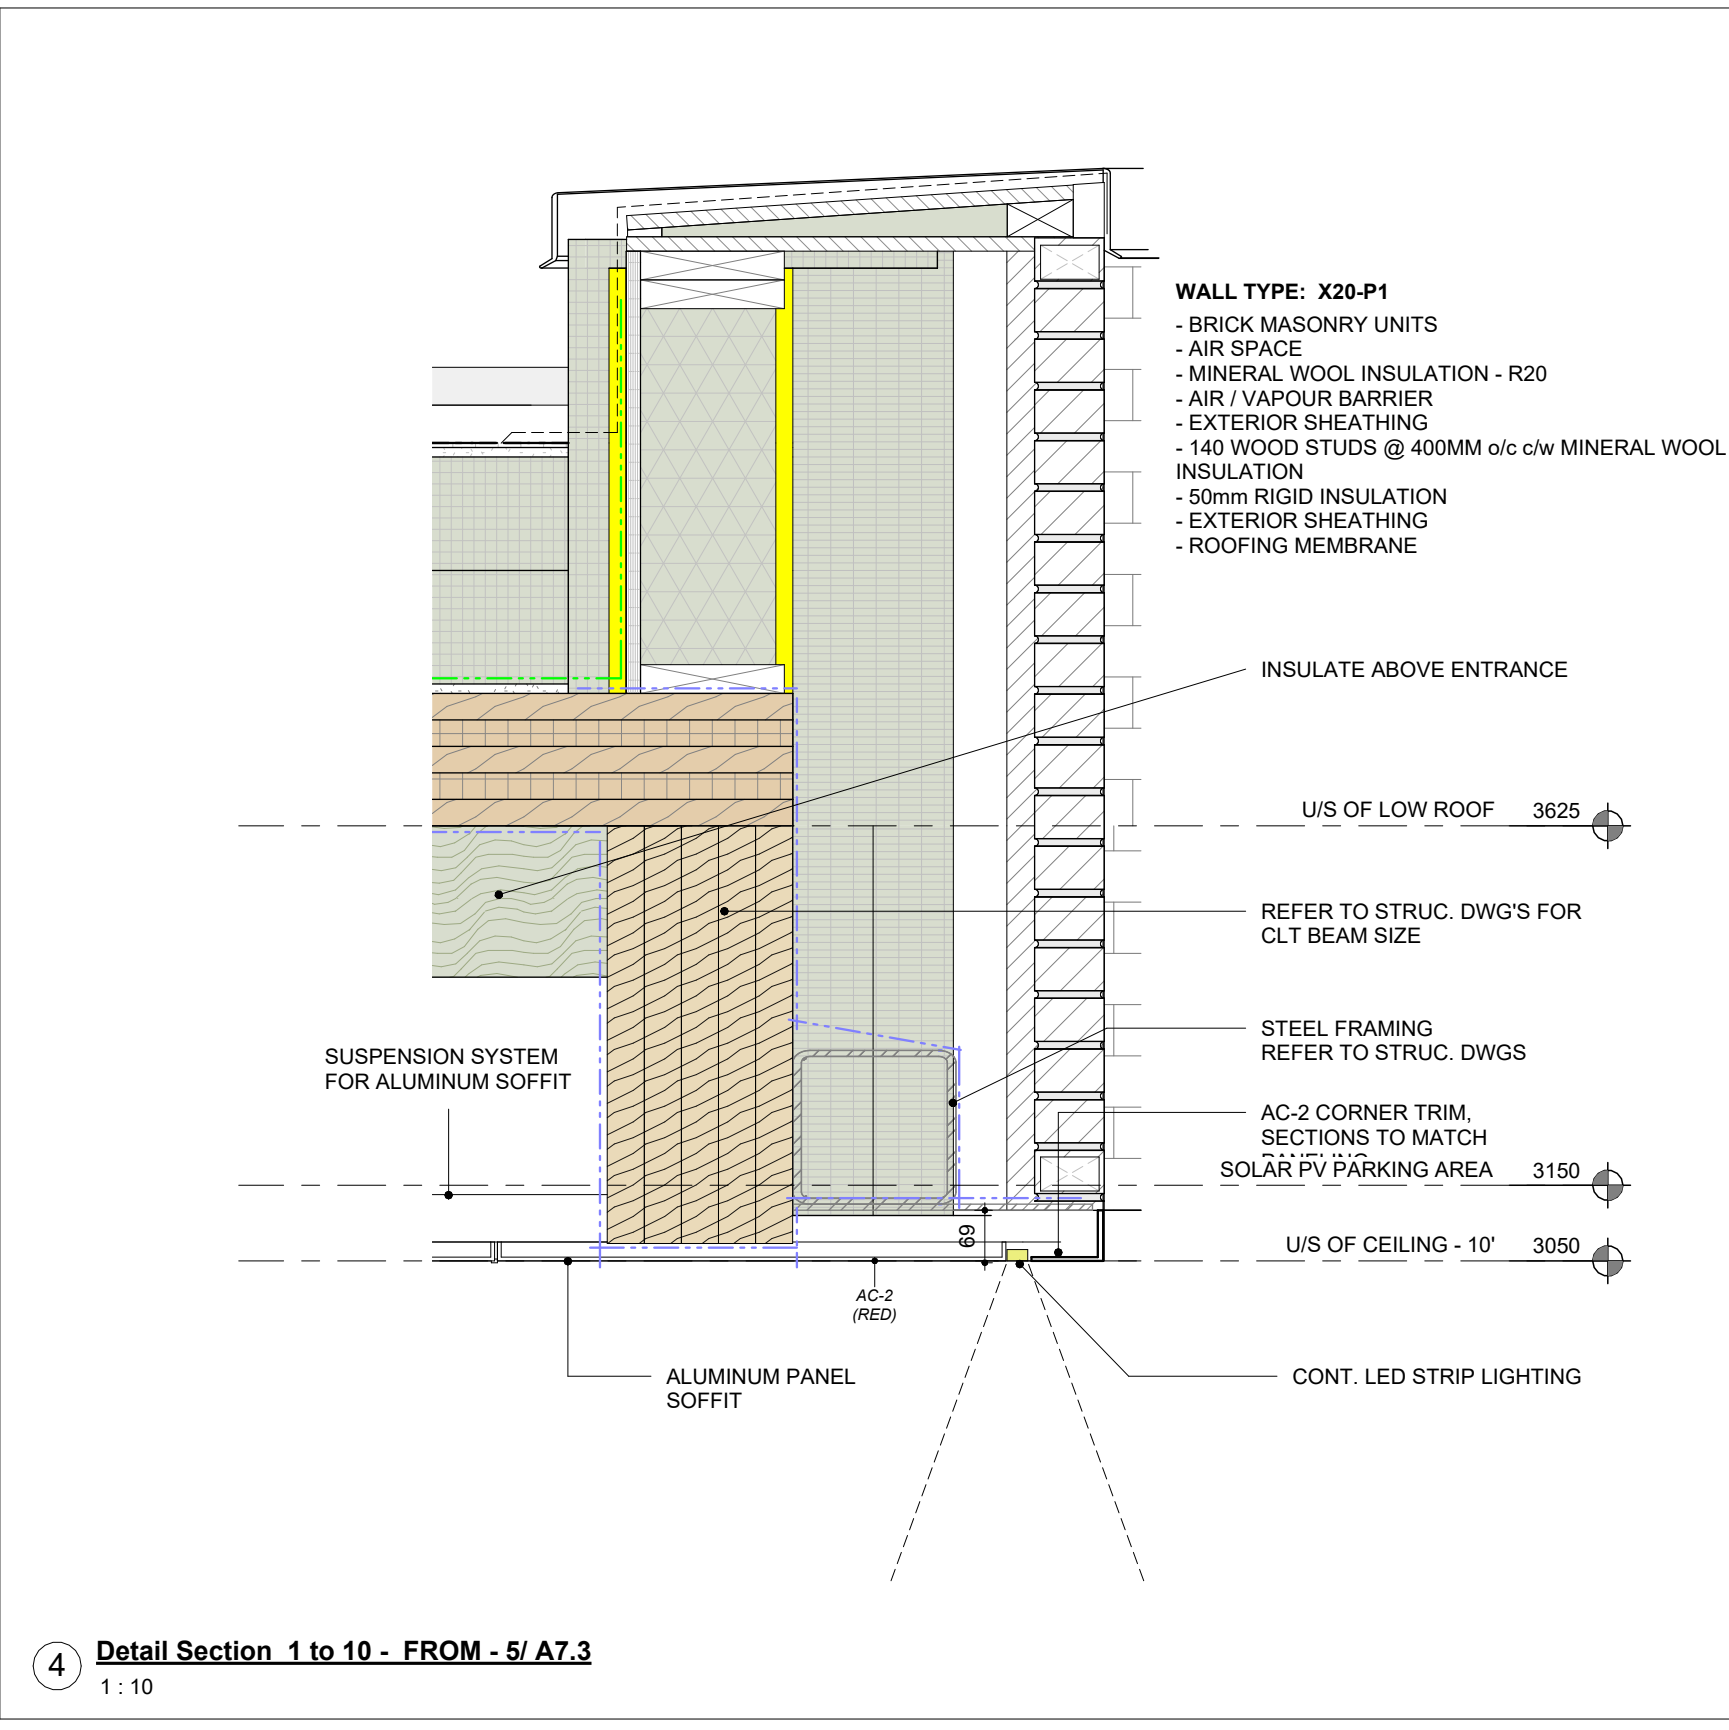 WALL TYPE:  X20-P1
- BRICK MASONRY UNITS
- AIR SPACE
- MINERAL WOOL INSULATION - R20
- AIR / VAPOUR BARRIER
- EXTERIOR SHEATHING
- 140 WOOD STUDS @ 400MM o/c c/w MINERAL WOOL
INSULATION
- 50mm RIGID INSULATION
- EXTERIOR SHEATHING
- ROOFING MEMBRANE
INSULATE ABOVE ENTRANCE
U/S OF LOW ROOF 3625
REFER TO STRUC. DWG'S FOR
CLT BEAM SIZE
STEEL FRAMING
REFER TO STRUC. DWGS
SUSPENSION SYSTEM
FOR ALUMINUM SOFFIT
AC-2 CORNER TRIM,
SECTIONS TO MATCH
SOLAR PV PARKING AREA 3150
69
U/S OF CEILING - 10' 3050
AC-2
(RED)
ALUMINUM PANEL
SOFFIT
CONT. LED STRIP LIGHTING
4
Detail Section  1 to 10 -  FROM - 5/ A7.3
1 : 10